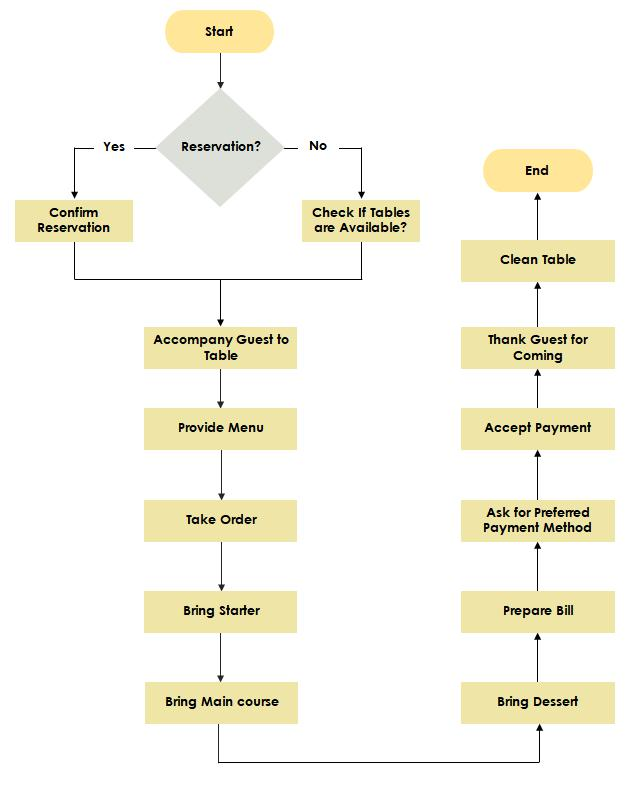 Start
Reservation?
Yes
No
Confirm
Reservation
Check If Tables
are Available?
Accompany Guest to
Table
Provide Menu
Take Order
Bring Starter
Bring Main course
Bring Dessert
Prepare Bill
Ask for Preferred
Payment Method
Accept Payment
Thank Guest for
Coming
Clean Table
End